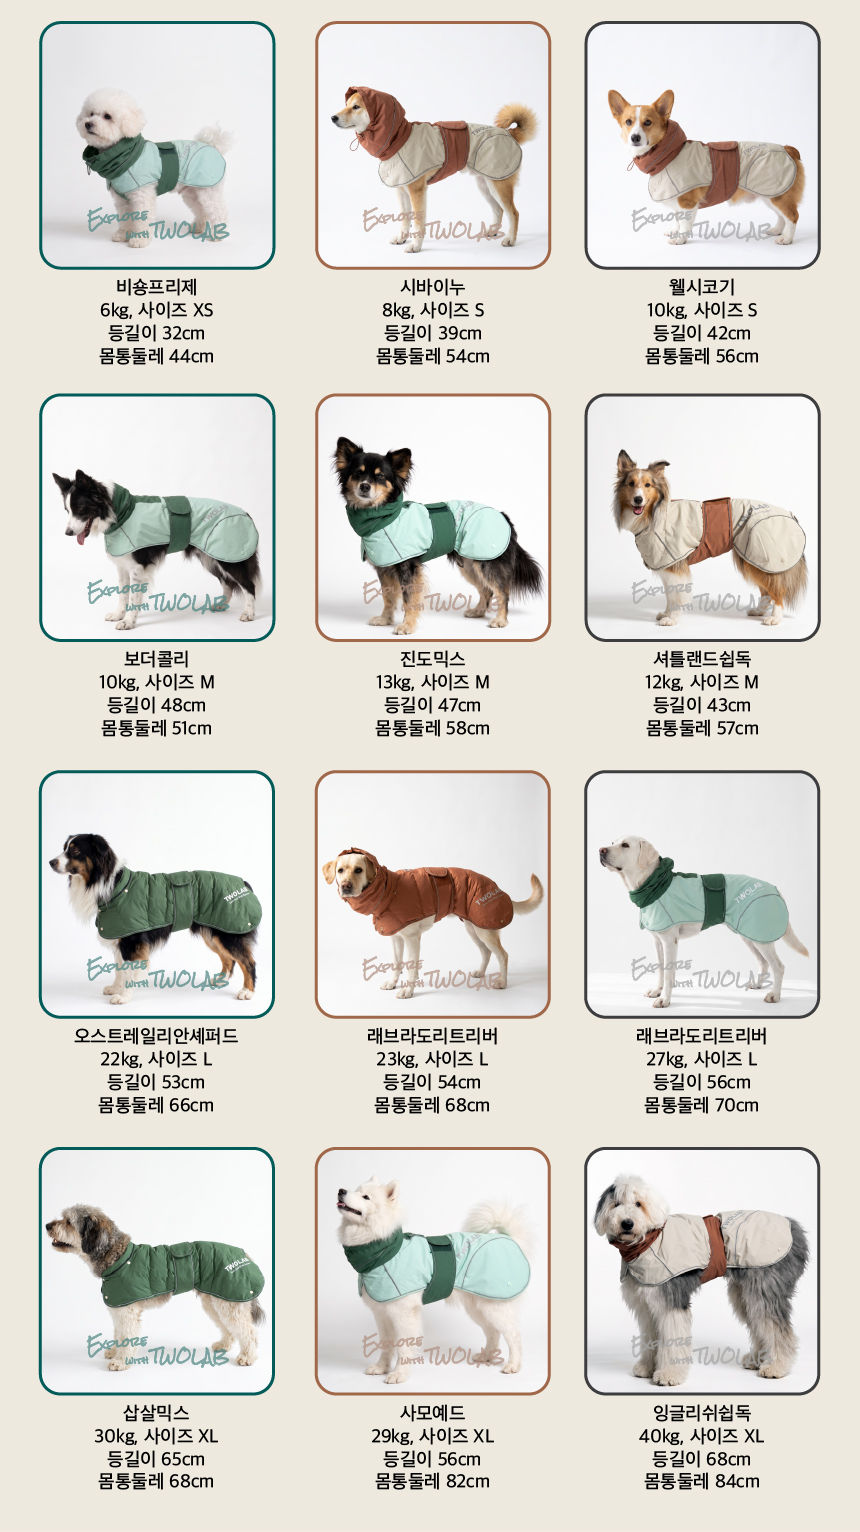 EXPLORE
WITH TWOLAB
비숑프리제
6kg, 사이즈 XS
등길이 32cm
몸통둘레 44cm
EXPLORE
WITH TWOLAB
시바이누
8kg, 사이즈 S
등길이 39cm
몸통둘레 54cm
EXPLORE
WITH TWOLAB
웰시코기
10kg, 사이즈 S
등길이 42cm
몸통둘레 56cm
EXPLORE
WITH TWOLAB
보더콜리
10kg, 사이즈 M
등길이 48cm
몸통둘레 51cm
EXPLORE
WITH TWOLAB
진도믹스
13kg, 사이즈 M
등길이 47cm
몸통둘레 58cm
EXPLORE
WITH TWOLAB
셔틀랜드쉽독
12kg, 사이즈 M
등길이 43cm
몸통둘레 57cm
TWOLAB
EXPLORE
WITH TWOLAB
오스트레일리안셰퍼드
22kg, 사이즈 L
등길이 53cm
몸통둘레 66cm
TWOLAB
EXPLORE
WITH TWOLAB
래브라도리트리버
23kg, 사이즈 L
등길이 54cm
몸통둘레 68cm
TWOLAB
EXPLORE
WITH TWOLAB
래브라도리트리버
27kg, 사이즈 L
등길이 56cm
몸통둘레 70cm
TWOLAB
EXPLORE
WITH TWOLAB
삽살믹스
30kg, 사이즈 XL
등길이 65cm
몸통둘레 68cm
EXPLORE
WITH TWOLAB
사모예드
29kg, 사이즈 XL
등길이 56cm
몸통둘레 82cm
EXPLORE
WITH TWOLAB
잉글리쉬쉽독
40kg, 사이즈 XL
등길이 68cm
몸통둘레 84cm